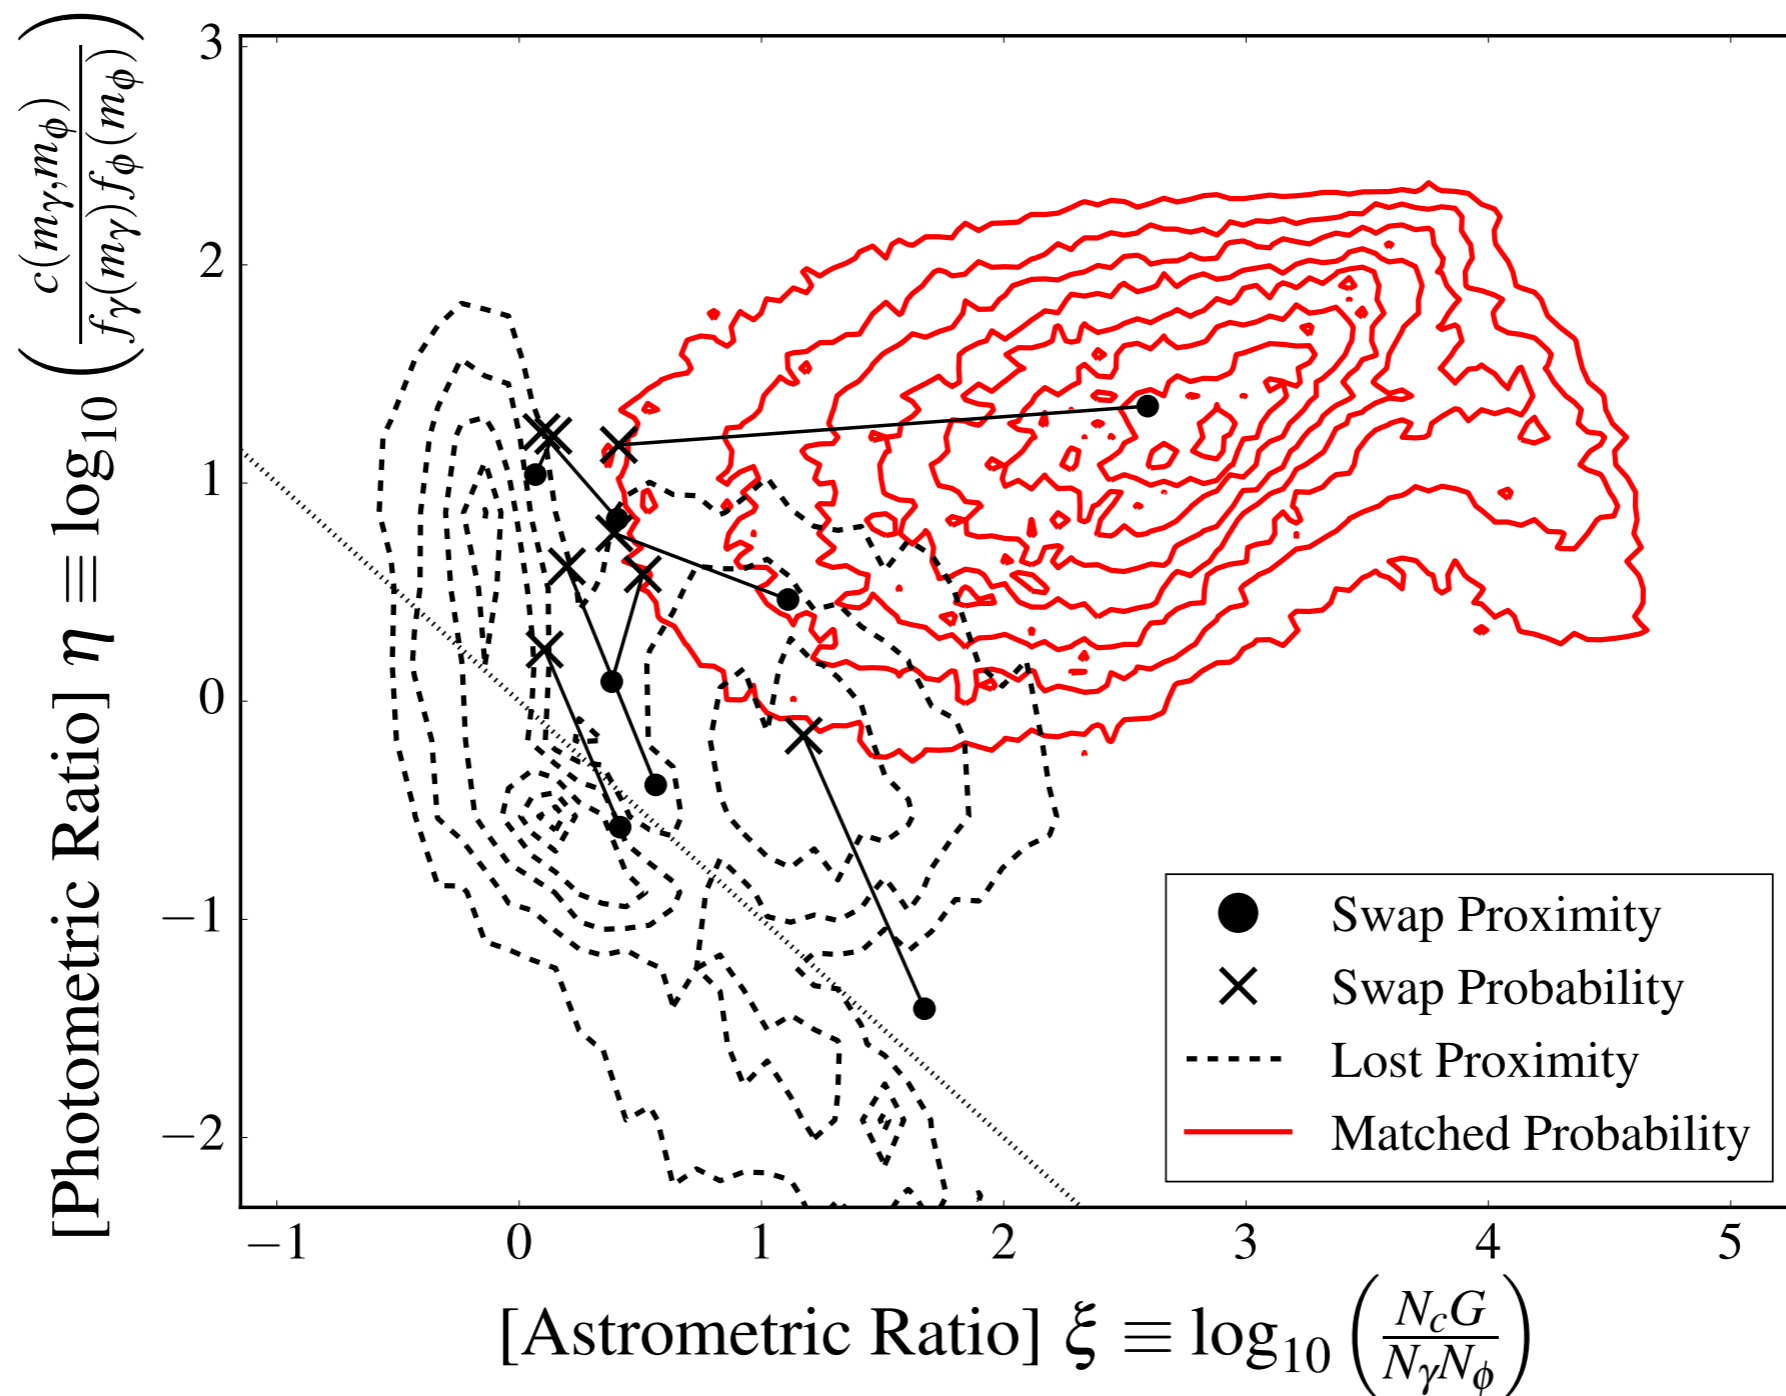 [Photometric Ratio] η ≡ log₁₀ ( c(mγ,mϕ) / fγ(mγ)fϕ(mϕ) )
3
2
1
0
−1
−2
Swap Proximity
Swap Probability
Lost Proximity
Matched Probability
−1 0 1 2 3 4 5
[Astrometric Ratio] ξ ≡ log₁₀ ( N_cG / NγNϕ )